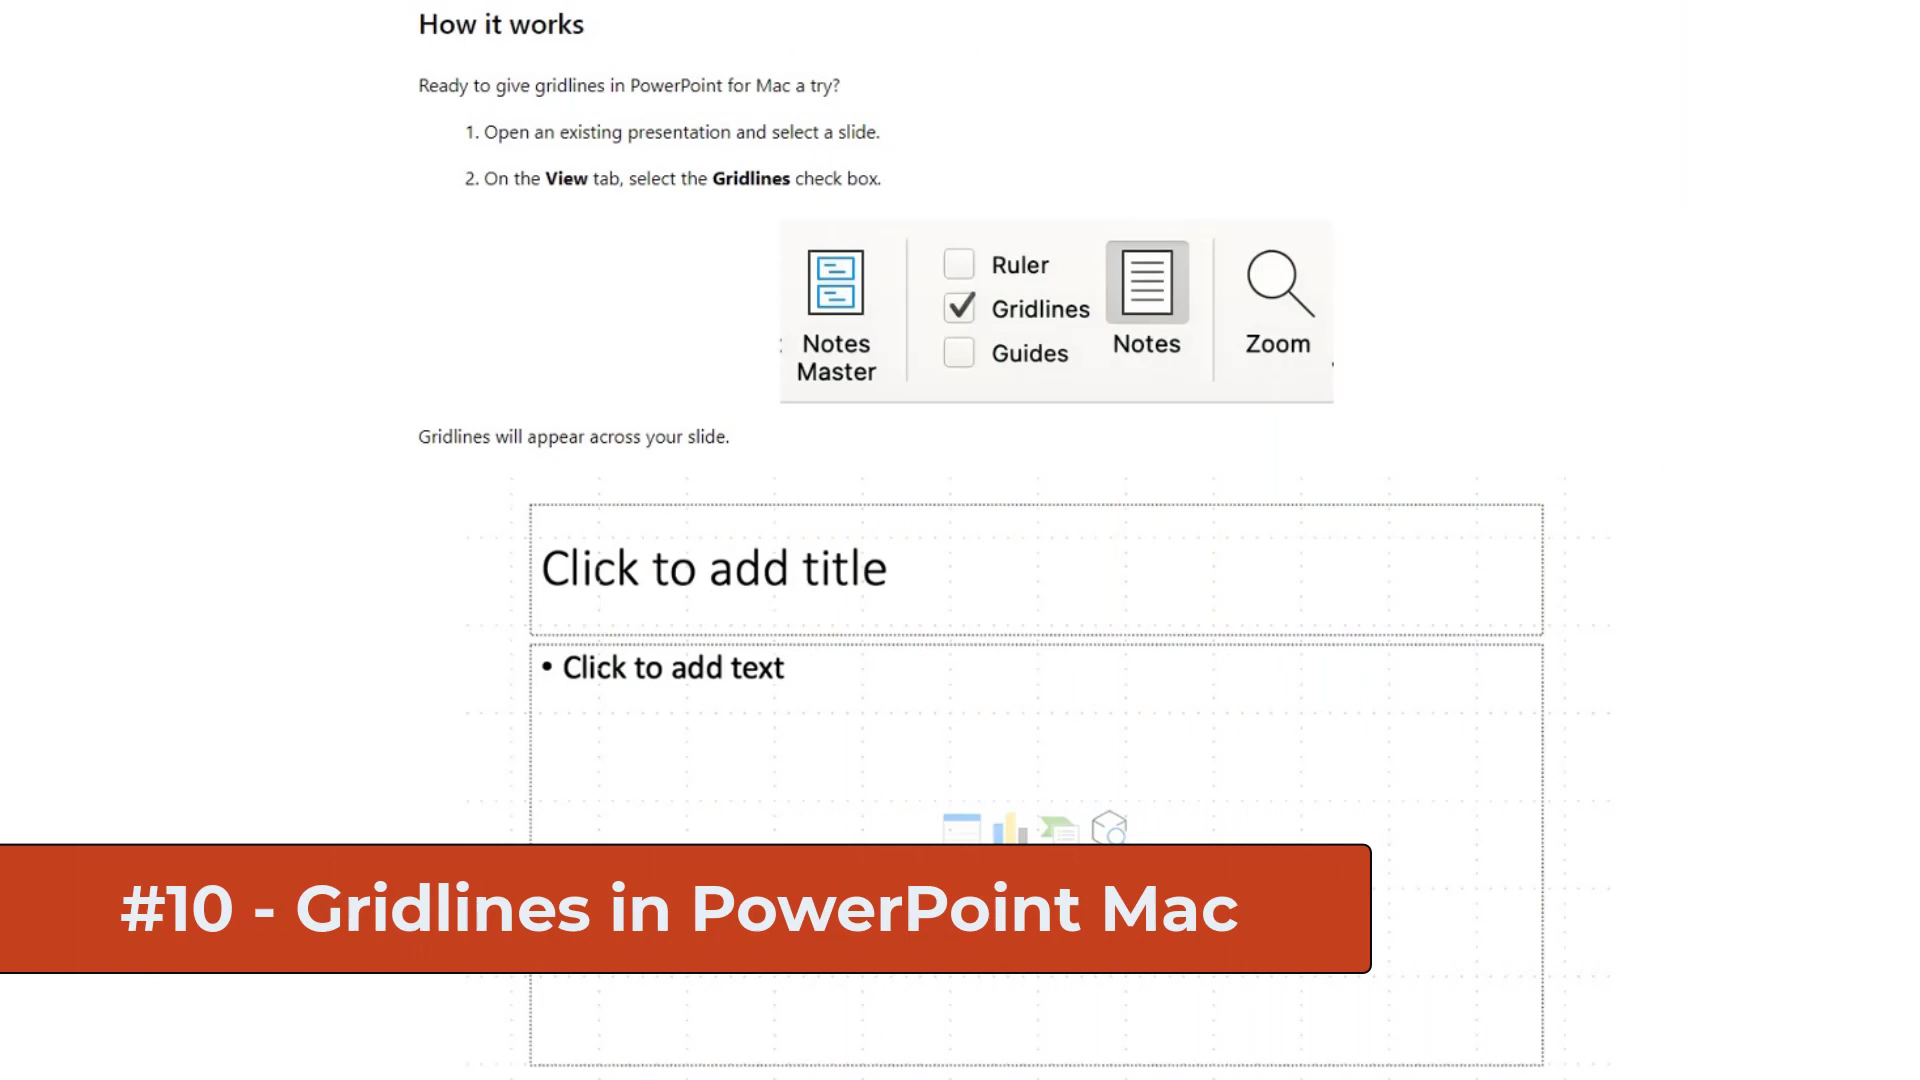 How it works
Ready to give gridlines in PowerPoint for Mac a try?
1. Open an existing presentation and select a slide.
2. On the View tab, select the Gridlines check box.
Notes
Master
Ruler
Gridlines
Guides
Notes
Zoom
Gridlines will appear across your slide.
Click to add title
• Click to add text
#10 - Gridlines in PowerPoint Mac